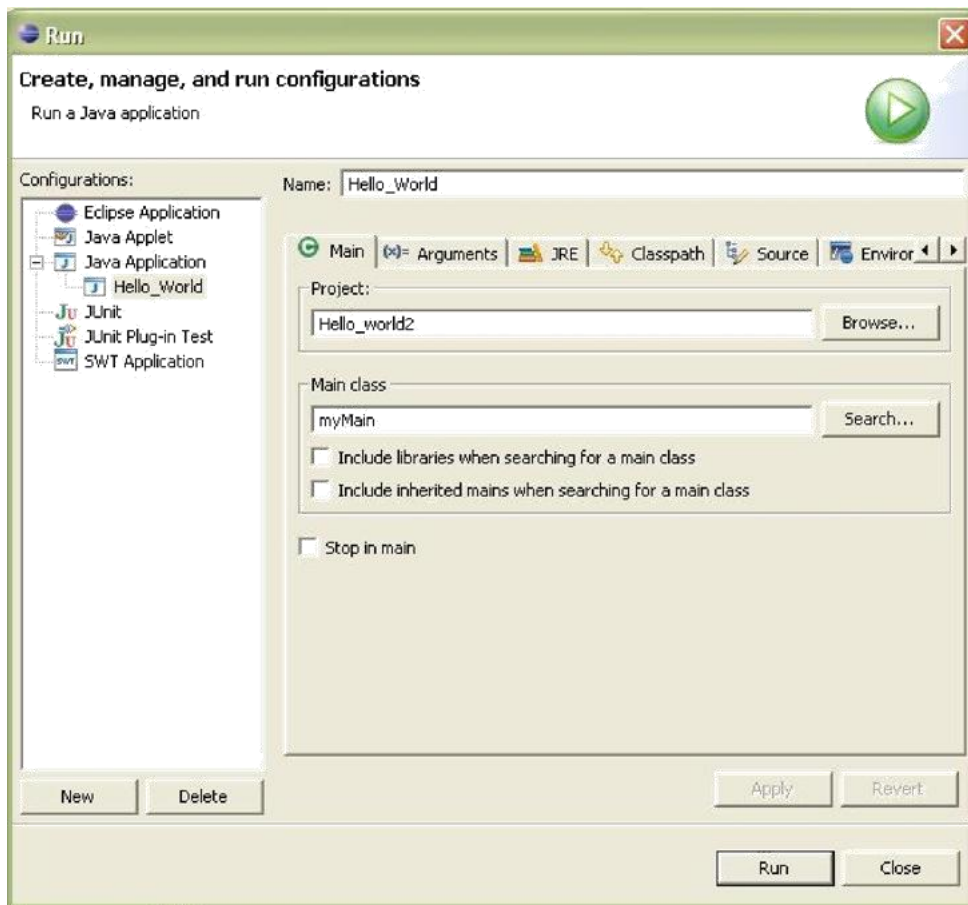 Run
Create, manage, and run configurations
Run a Java application
Configurations:
Eclipse Application
Java Applet
Java Application
Hello_World
JUnit
JUnit Plug-in Test
SWT Application
New
Delete
Name: Hello_World
Main (x)= Arguments JRE Classpath Source Enviror
Project:
Hello_world2 Browse...
Main class
myMain Search...
Include libraries when searching for a main class
Include inherited mains when searching for a main class
Stop in main
Apply Revert
Run Close